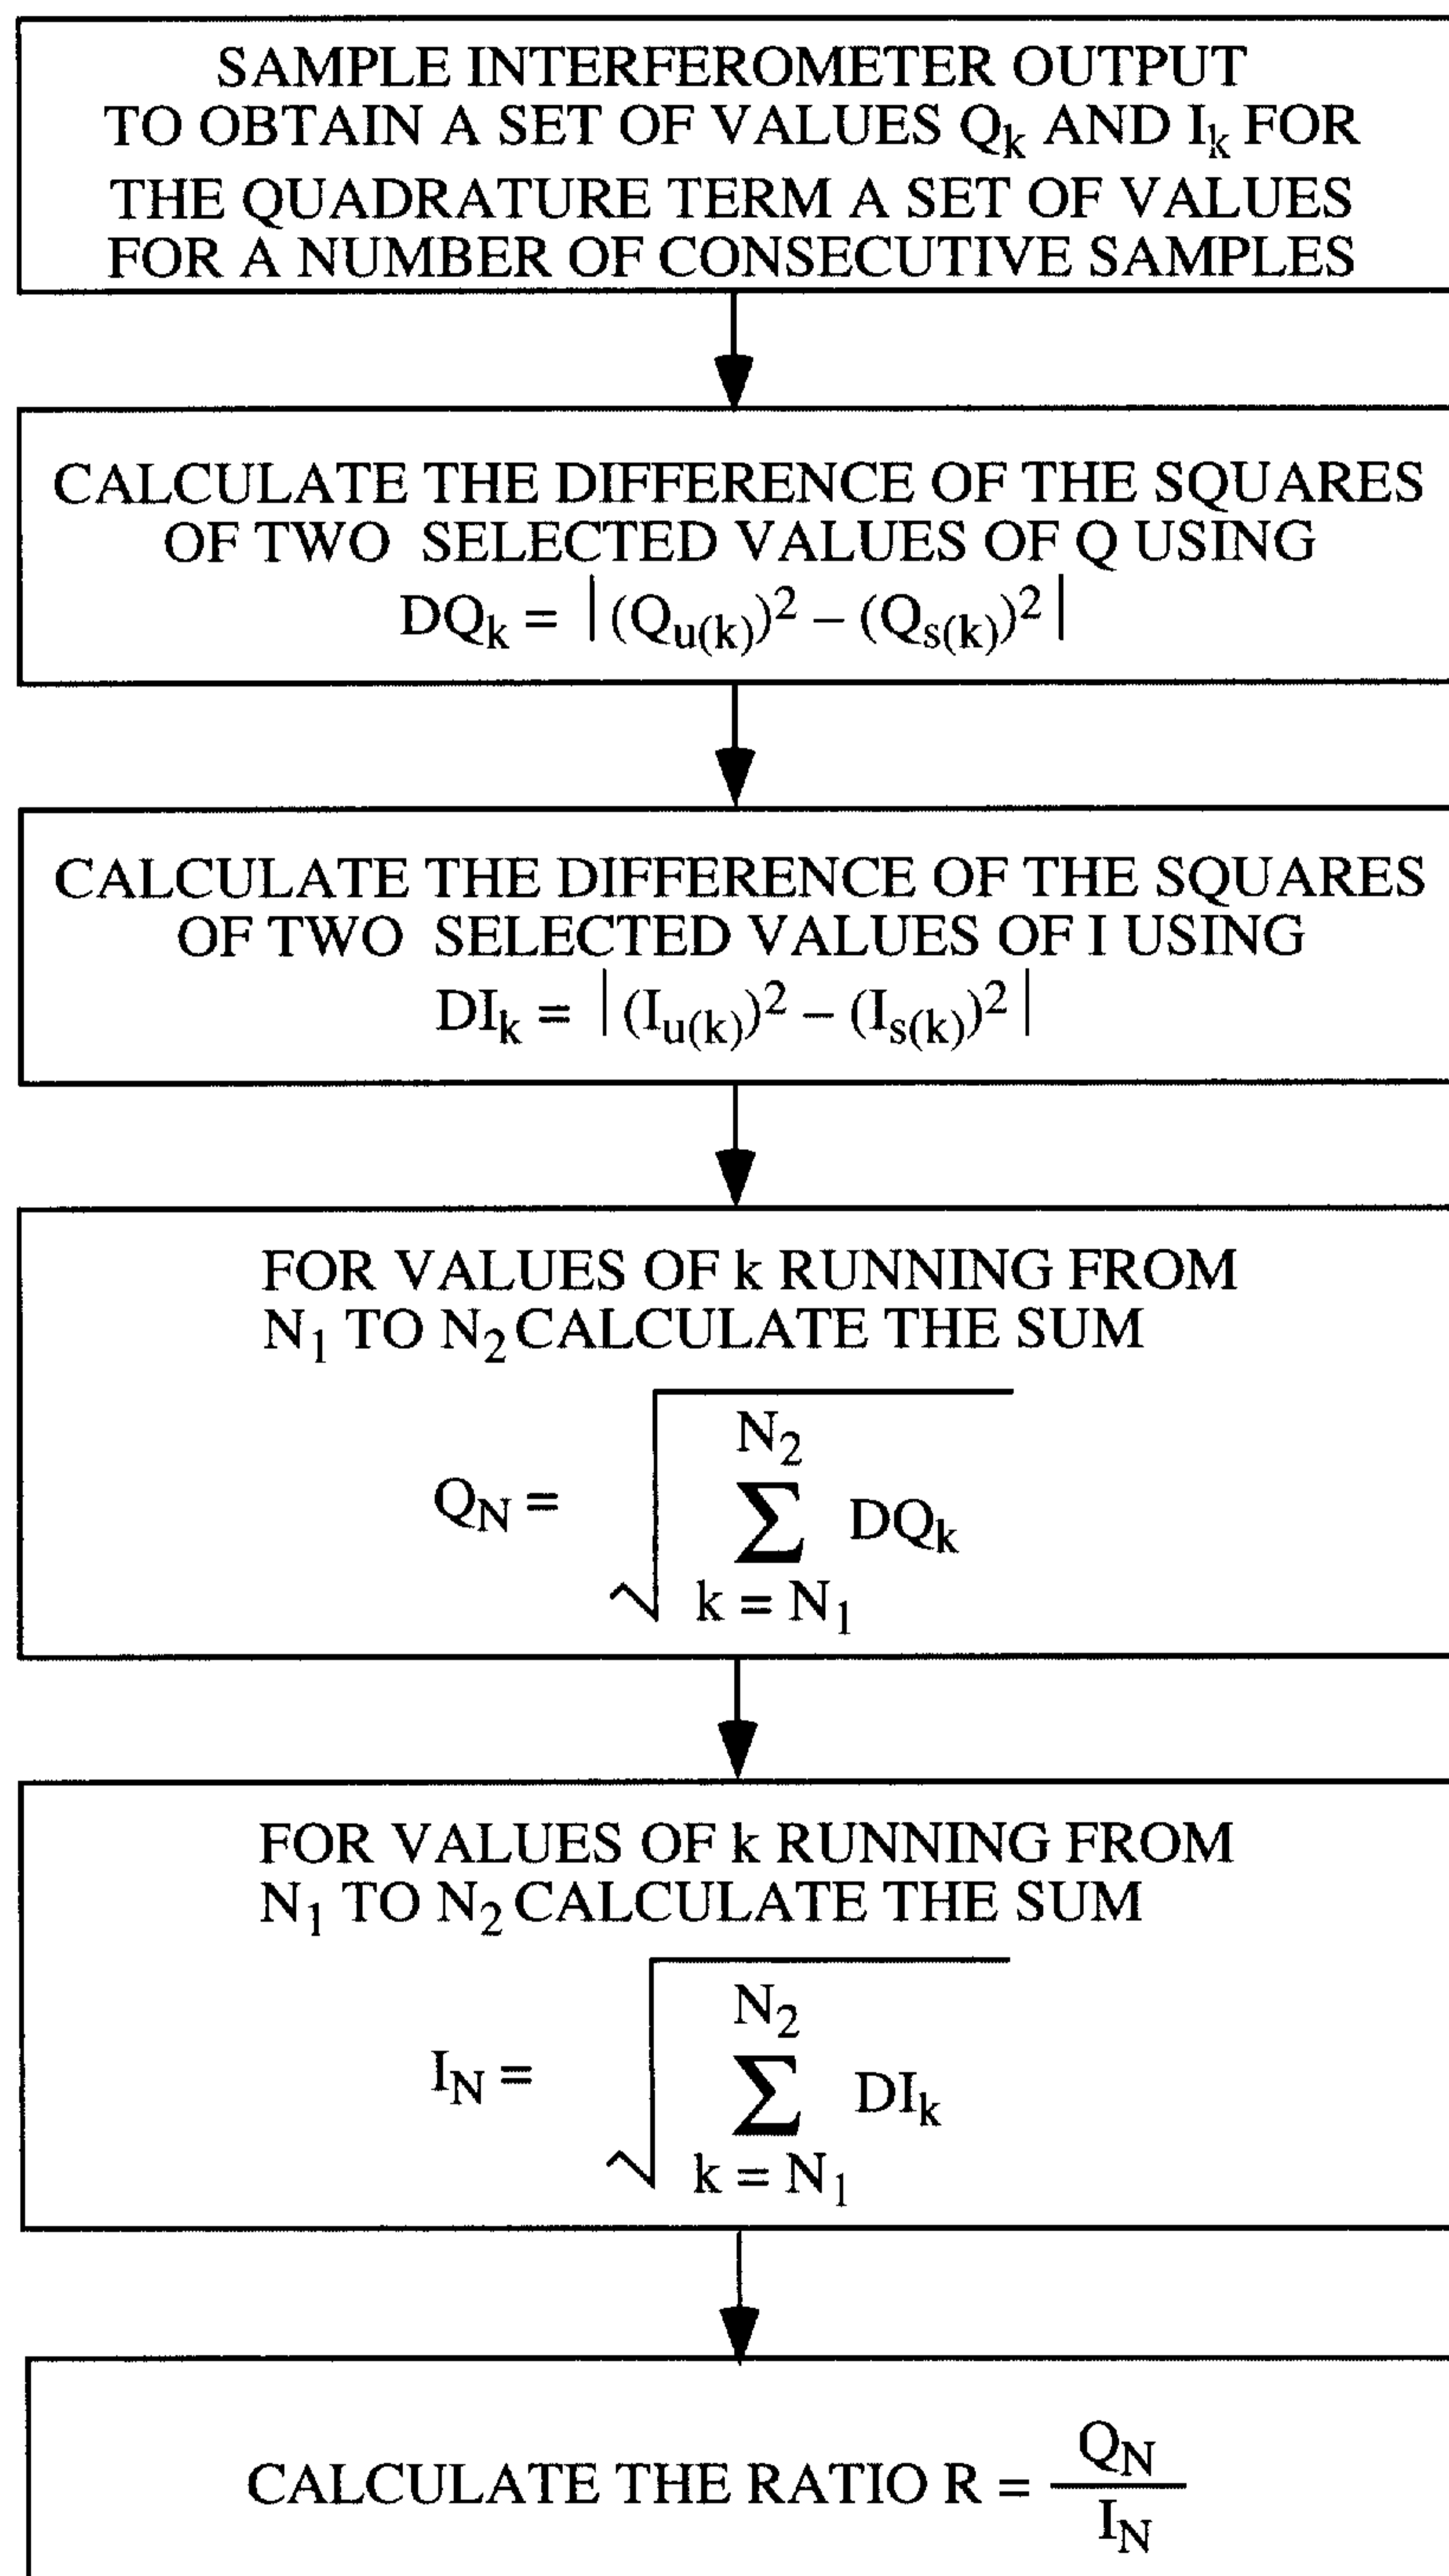 SAMPLE INTERFEROMETER OUTPUT
TO OBTAIN A SET OF VALUES Qk AND Ik FOR
THE QUADRATURE TERM A SET OF VALUES
FOR A NUMBER OF CONSECUTIVE SAMPLES
CALCULATE THE DIFFERENCE OF THE SQUARES
OF TWO SELECTED VALUES OF Q USING
DQk = |(Qu(k))² – (Qs(k))²|
CALCULATE THE DIFFERENCE OF THE SQUARES
OF TWO SELECTED VALUES OF I USING
DIk = |(Iu(k))² – (Is(k))²|
FOR VALUES OF k RUNNING FROM
N1 TO N2 CALCULATE THE SUM
N2
QN = √ Σ DQk
k = N1
FOR VALUES OF k RUNNING FROM
N1 TO N2 CALCULATE THE SUM
N2
IN = √ Σ DIk
k = N1
QN
CALCULATE THE RATIO R =
IN